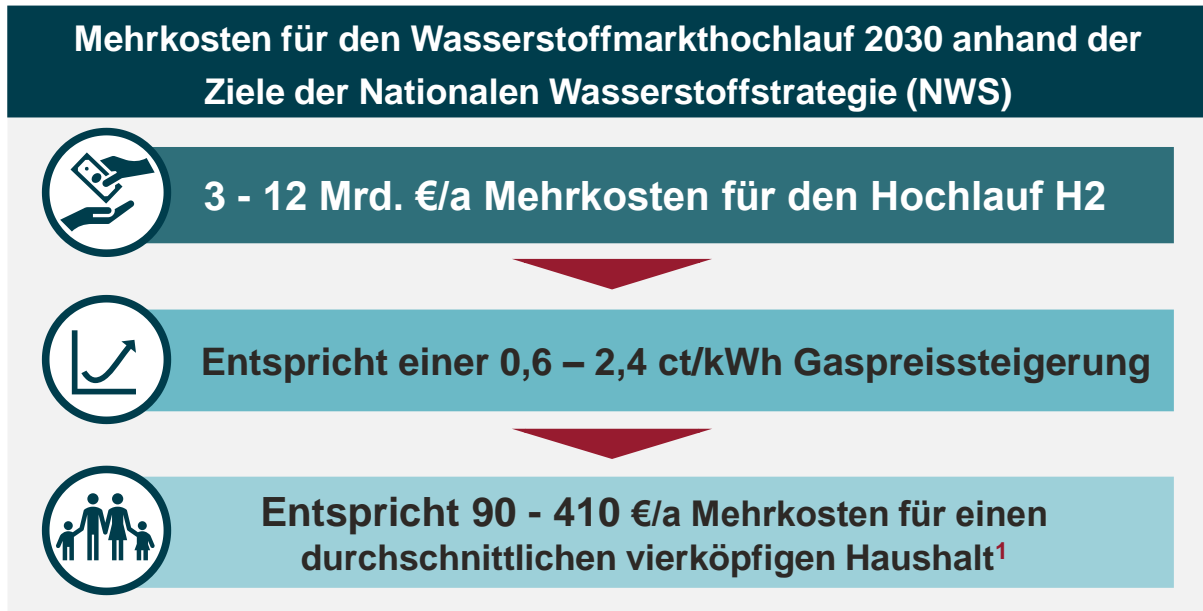 Mehrkosten für den Wasserstoffmarkthochlauf 2030 anhand der
Ziele der Nationalen Wasserstoffstrategie (NWS)
3 - 12 Mrd. €/a Mehrkosten für den Hochlauf H2
Entspricht einer 0,6 – 2,4 ct/kWh Gaspreissteigerung
Entspricht 90 - 410 €/a Mehrkosten für einen
durchschnittlichen vierköpfigen Haushalt¹